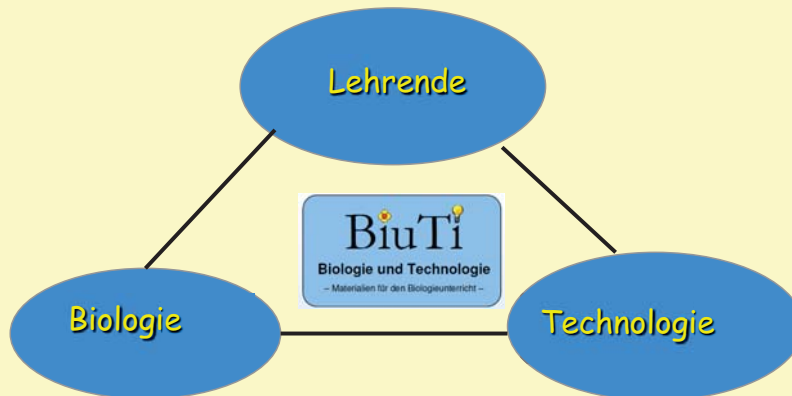 Lehrende
BiuTi
Biologie und Technologie
– Materialien für den Biologieunterricht –
Biologie
Technologie